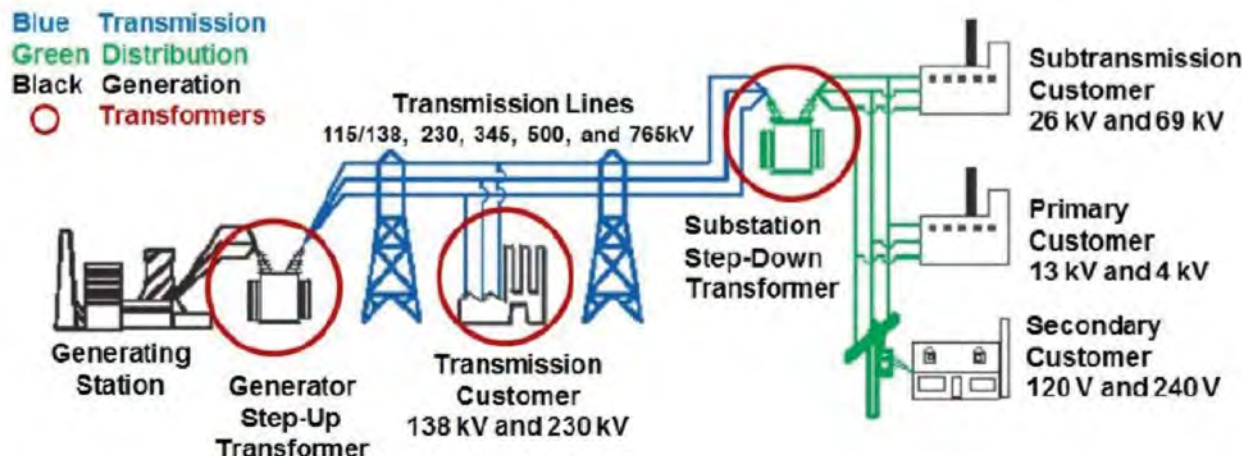 Blue Transmission
Green Distribution
Black Generation
Transformers
Transmission Lines
115/138, 230, 345, 500, and 765kV
Subtransmission
Customer
26 kV and 69 kV
Substation
Step-Down
Transformer
Primary
Customer
13 kV and 4 kV
Generating
Station
Generator
Step-Up
Transformer
Transmission
Customer
138 kV and 230 kV
Secondary
Customer
120 V and 240 V